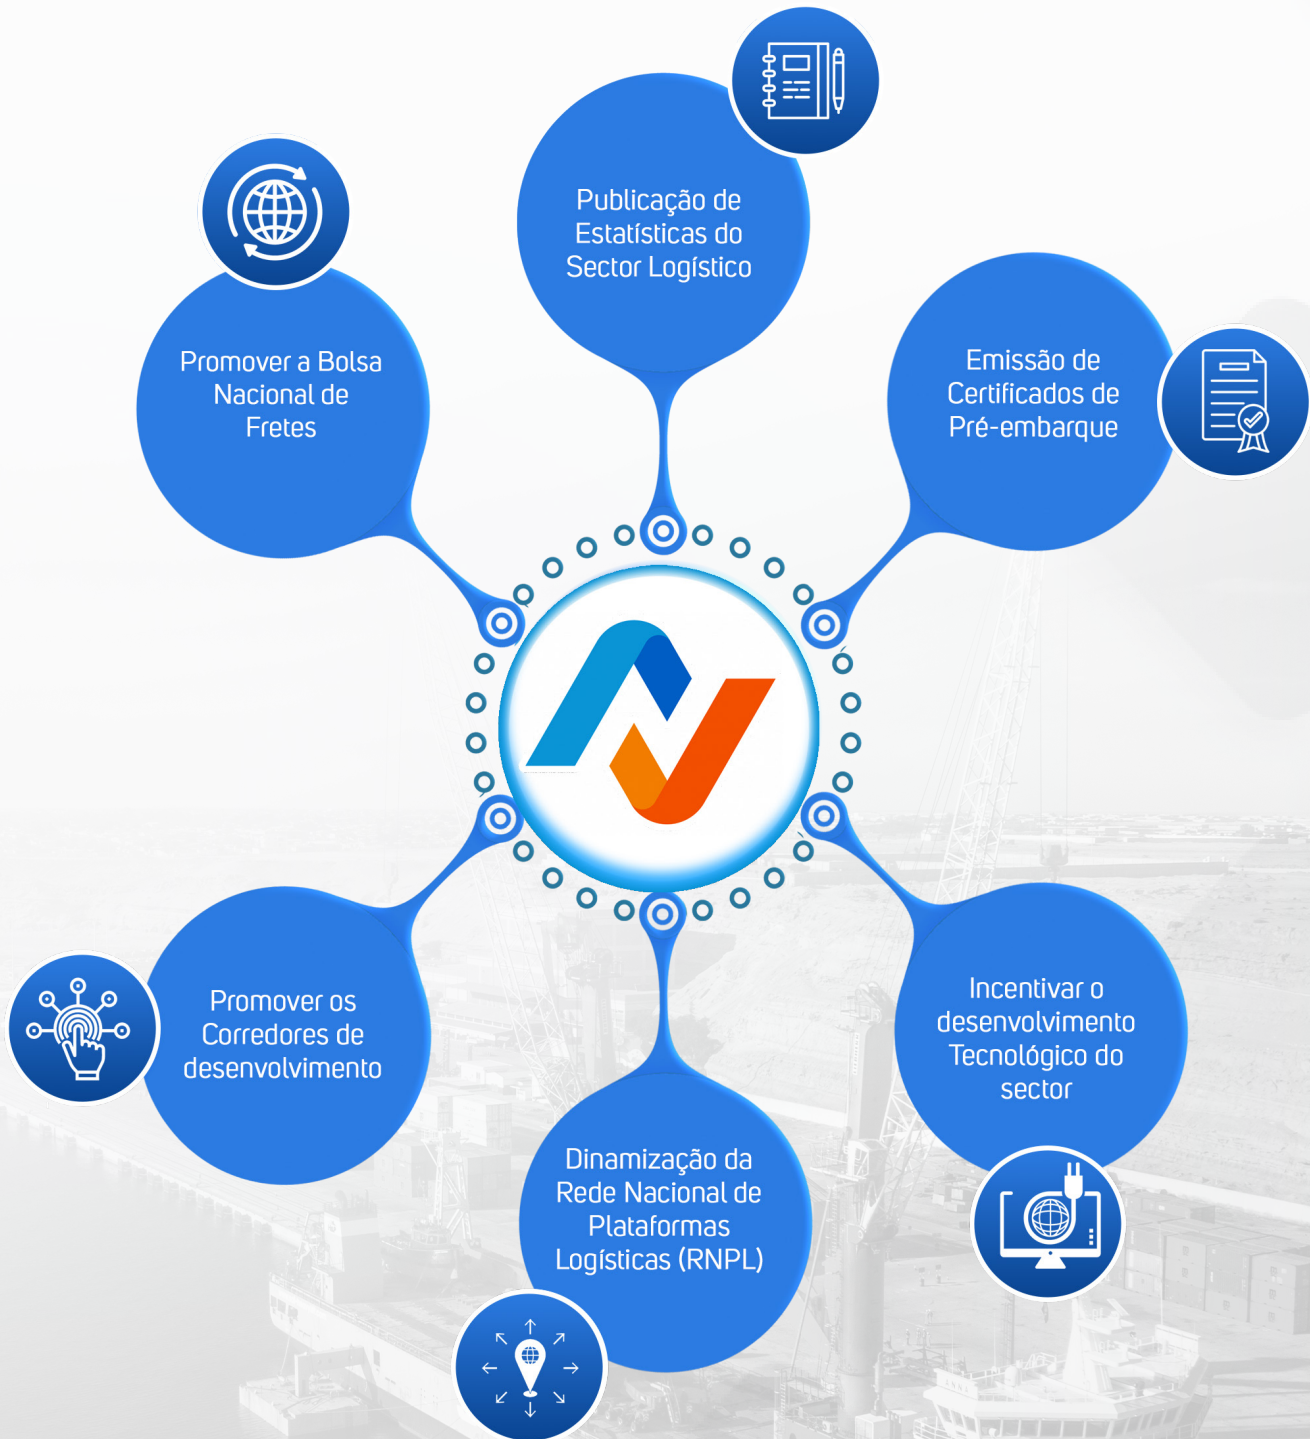 Publicação de
Estatísticas do
Sector Logístico
Promover a Bolsa
Nacional de
Fretes
Emissão de
Certificados de
Pré-embarque
Promover os
Corredores de
desenvolvimento
Incentivar o
desenvolvimento
Tecnológico do
sector
Dinamização da
Rede Nacional de
Plataformas
Logísticas (RNPL)